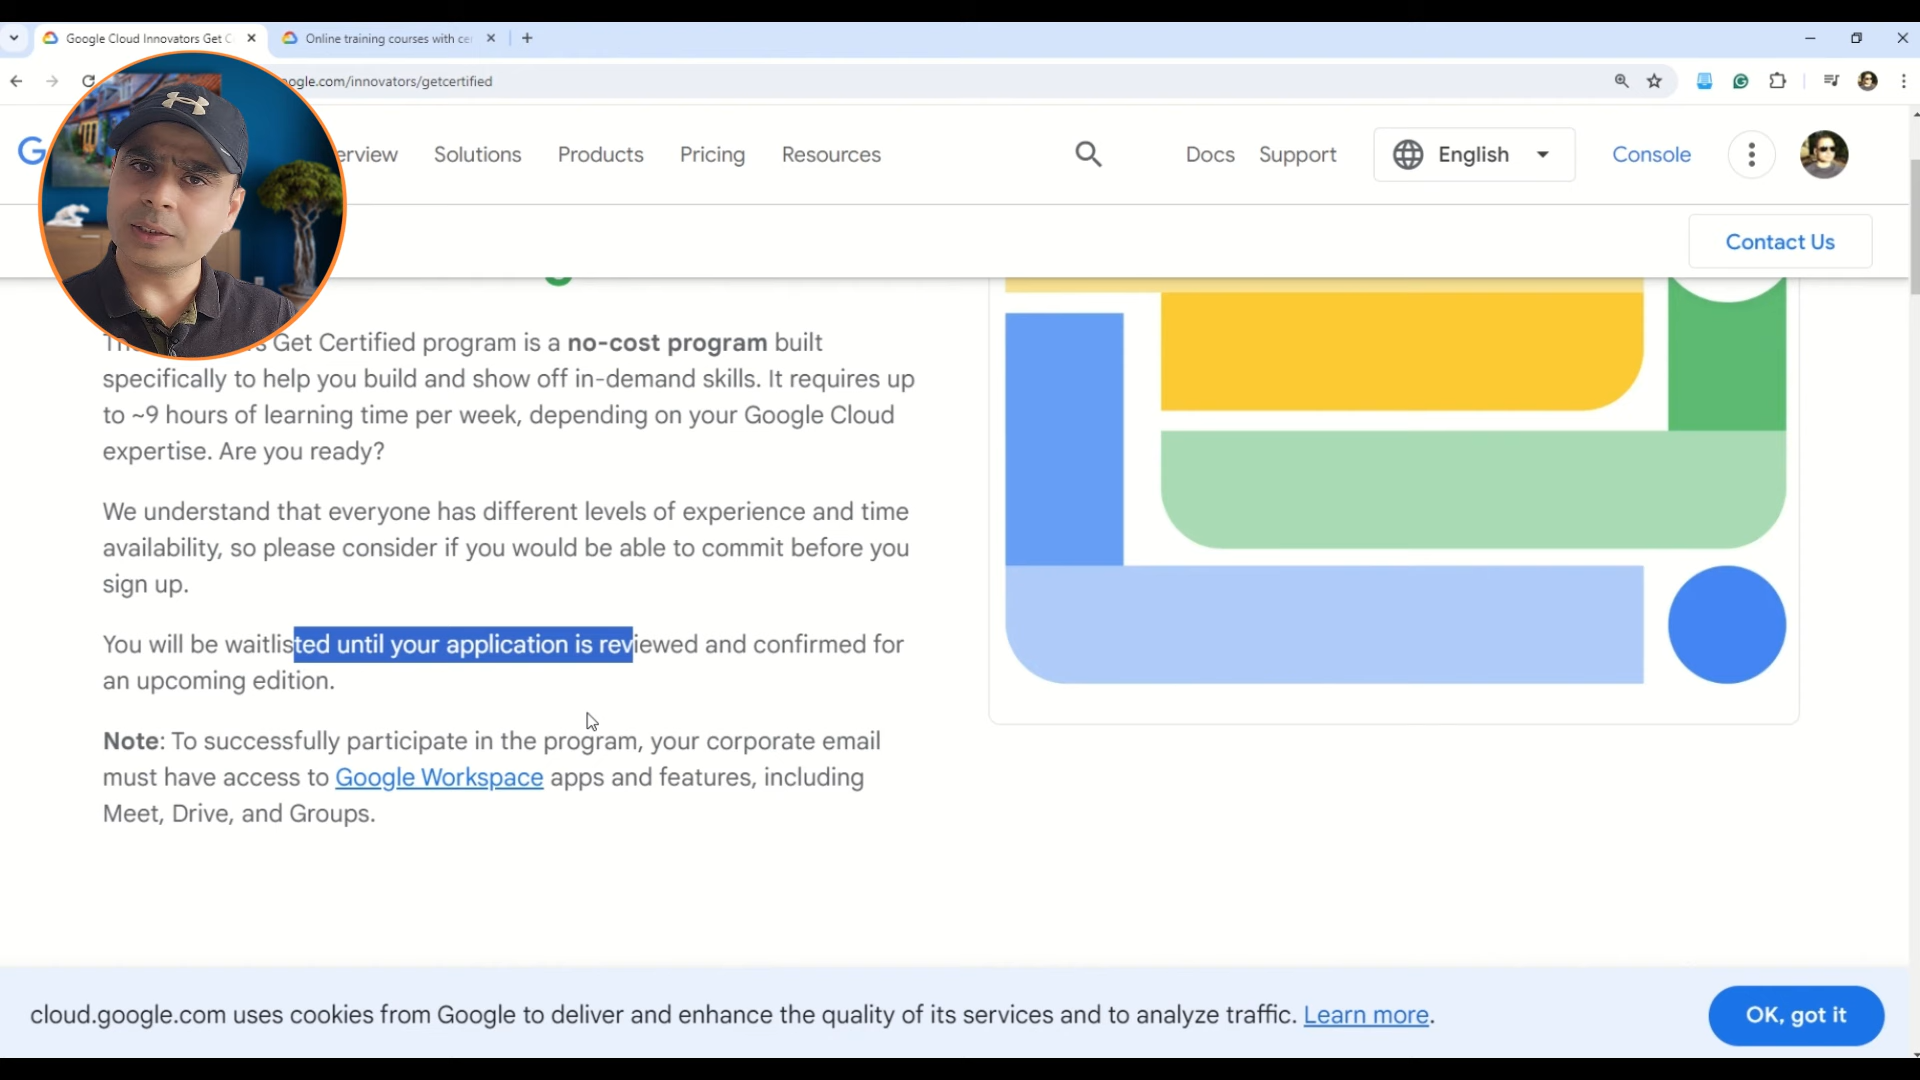 Google Cloud Innovators Get C
Online training courses with ce
oogle.com/innovators/getcertified
erview Solutions Products Pricing Resources Docs Support English Console
Contact Us
Get Certified program is a no-cost program built
specifically to help you build and show off in-demand skills. It requires up
to ~9 hours of learning time per week, depending on your Google Cloud
expertise. Are you ready?
We understand that everyone has different levels of experience and time
availability, so please consider if you would be able to commit before you
sign up.
You will be waitlisted until your application is reviewed and confirmed for
an upcoming edition.
Note: To successfully participate in the program, your corporate email
must have access to Google Workspace apps and features, including
Meet, Drive, and Groups.
cloud.google.com uses cookies from Google to deliver and enhance the quality of its services and to analyze traffic. Learn more.
OK, got it